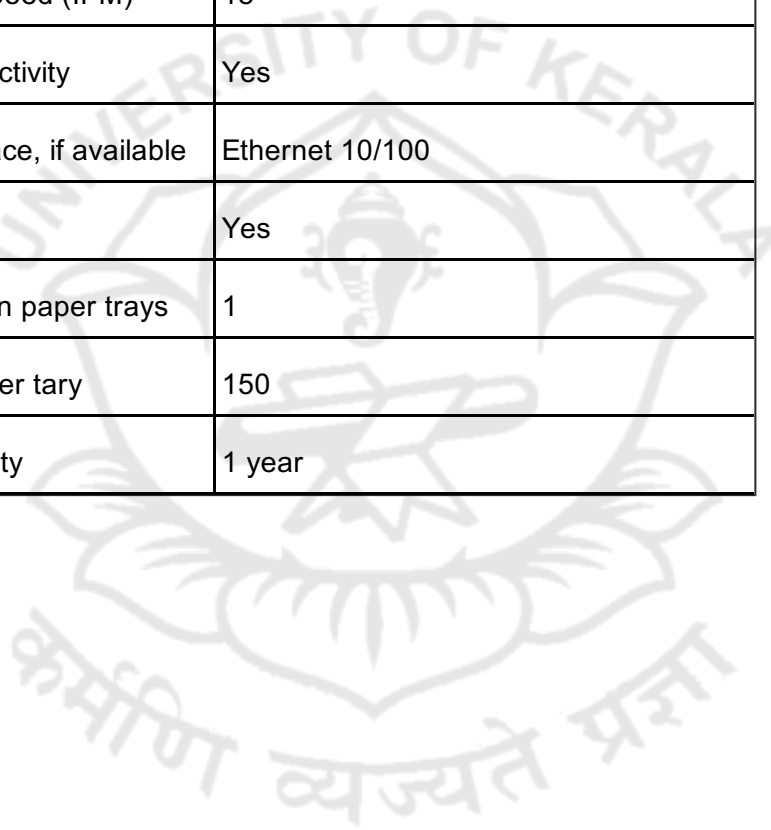 UNIVERSITY OF KERALA
ctivity Yes
ce, if available Ethernet 10/100
Yes
n paper trays 1
er tary 150
ty 1 year
कर्मणि व्यज्यते प्रज्ञा